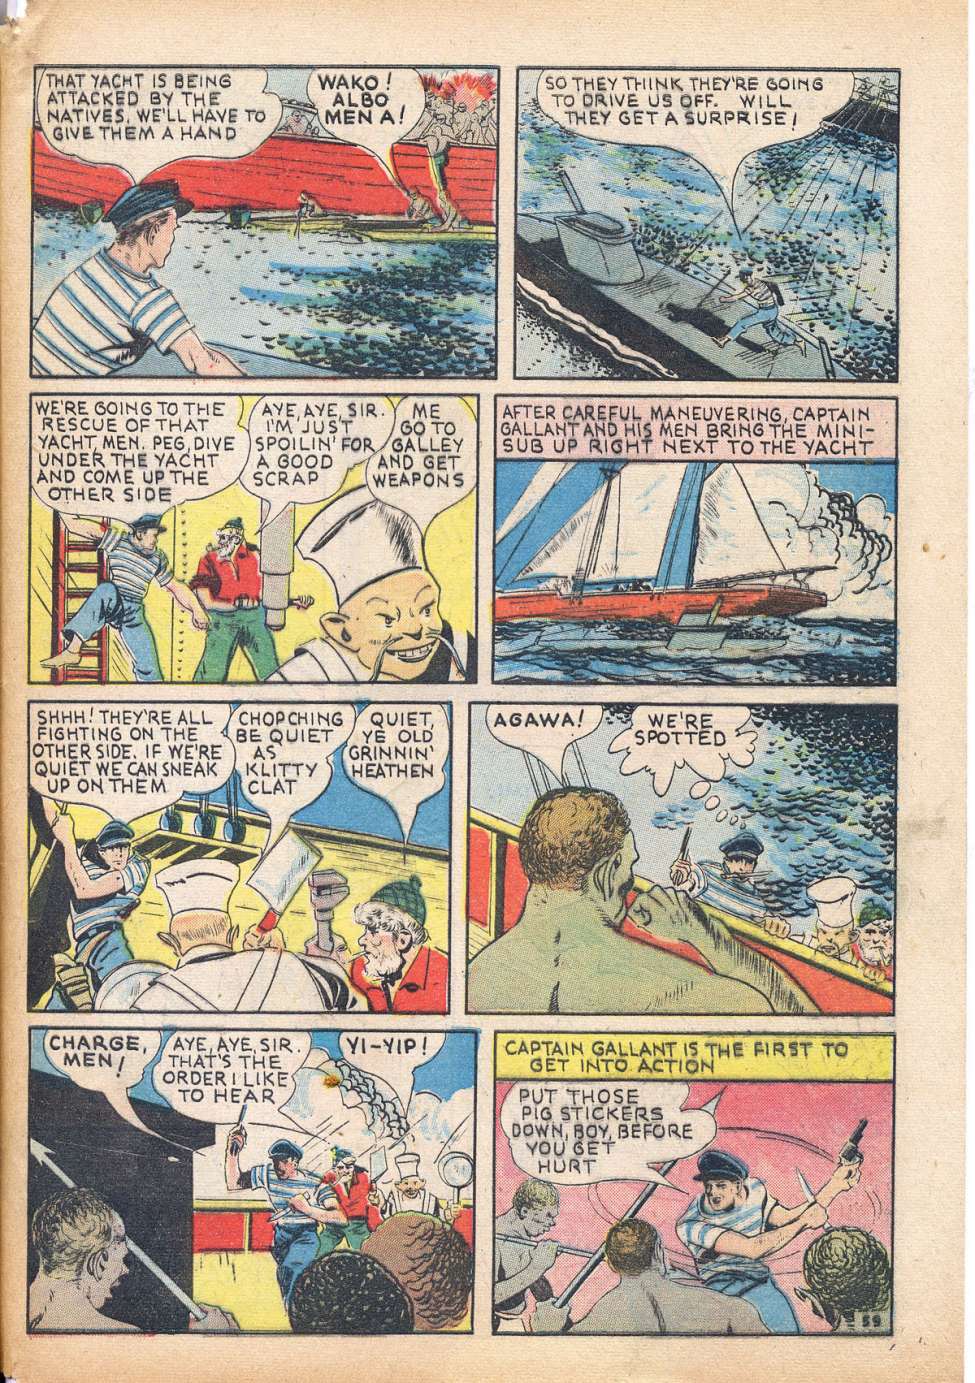 THAT YACHT IS BEING
ATTACKED BY THE
NATIVES, WE'LL HAVE TO
GIVE THEM A HAND
WAKO!
ALBO
MEN A!
SO THEY THINK THEY'RE GOING
TO DRIVE US OFF. WILL
THEY GET A SURPRISE!
WE'RE GOING TO THE
RESCUE OF THAT
YACHT, MEN. PEG, DIVE
UNDER THE YACHT
AND COME UP THE
OTHER SIDE
AYE, AYE, SIR.
I'M JUST
SPOILIN' FOR
A GOOD
SCRAP
ME
GO TO
GALLEY
AND GET
WEAPONS
AFTER CAREFUL MANEUVERING, CAPTAIN
GALLANT AND HIS MEN BRING THE MINI-
SUB UP RIGHT NEXT TO THE YACHT
SHHH! THEY'RE ALL
FIGHTING ON THE
OTHER SIDE. IF WE'RE
QUIET WE CAN SNEAK
UP ON THEM
CHOPCHING
BE QUIET
AS
KLITTY
CLAT
QUIET,
YE OLD
GRINNIN'
HEATHEN
AGAWA!
WE'RE
SPOTTED
CHARGE,
MEN!
AYE, AYE, SIR.
THAT'S THE
ORDER I LIKE
TO HEAR
YI-YIP!
CAPTAIN GALLANT IS THE FIRST TO
GET INTO ACTION
PUT THOSE
PIG STICKERS
DOWN, BOY, BEFORE
YOU GET
HURT
59